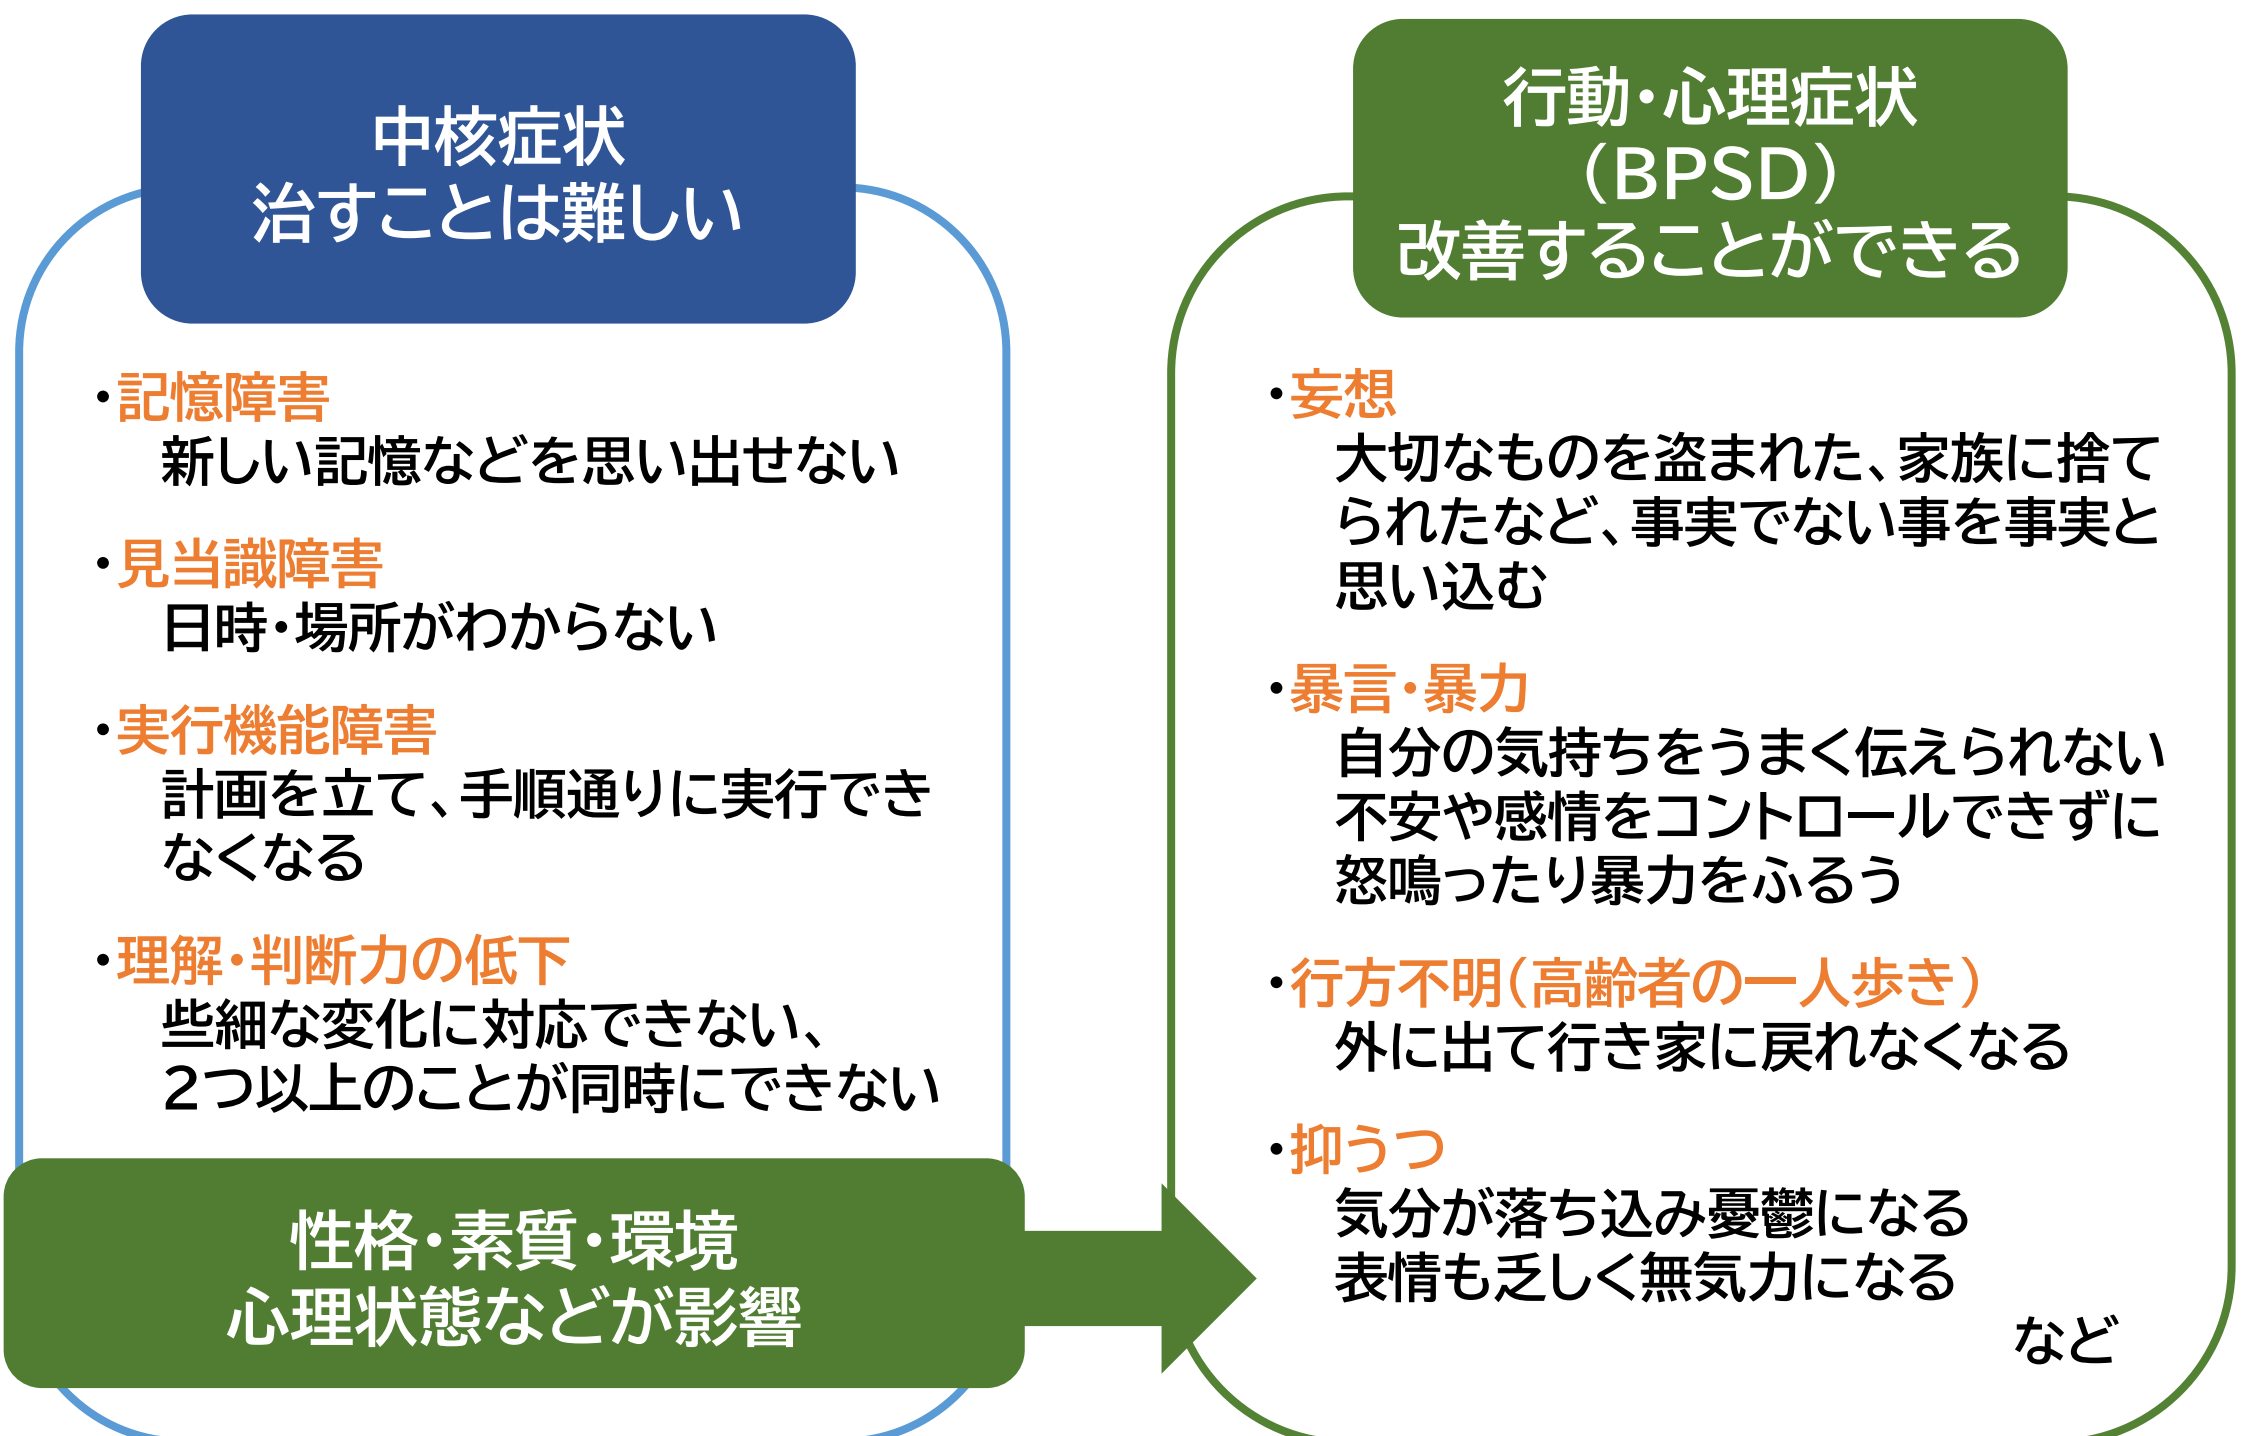 中核症状
治すことは難しい
・記憶障害
新しい記憶などを思い出せない
・見当識障害
日時・場所がわからない
・実行機能障害
計画を立て、手順通りに実行でき
なくなる
・理解・判断力の低下
些細な変化に対応できない、
2つ以上のことが同時にできない
性格・素質・環境
心理状態などが影響
行動・心理症状
（BPSD）
改善することができる
・妄想
大切なものを盗まれた、家族に捨て
られたなど、事実でない事を事実と
思い込む
・暴言・暴力
自分の気持ちをうまく伝えられない
不安や感情をコントロールできずに
怒鳴ったり暴力をふるう
・行方不明（高齢者の一人歩き）
外に出て行き家に戻れなくなる
・抑うつ
気分が落ち込み憂鬱になる
表情も乏しく無気力になる
など